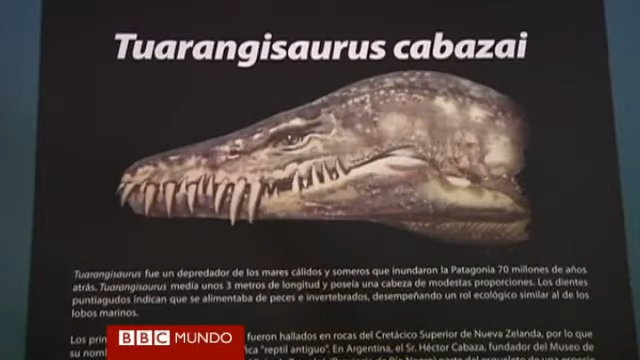 Tuarangisaurus cabazai
Tuarangisaurus fue un depredador de los mares cálidos y someros que inundaron la Patagonia 70 millones de años
atrás. Tuarangisaurus medía unos 3 metros de longitud y poseía una cabeza de modestas proporciones. Los dientes
puntiagudos indican que se alimentaba de peces e invertebrados, desempeñando un rol ecológico similar al de los
lobos marinos.
Los fueron hallados en rocas del Cretácico Superior de Nueva Zelanda, por lo que
su "reptil antiguo". En Argentina, el Sr. Héctor Cabaza, fundador del Museo de
BBC MUNDO